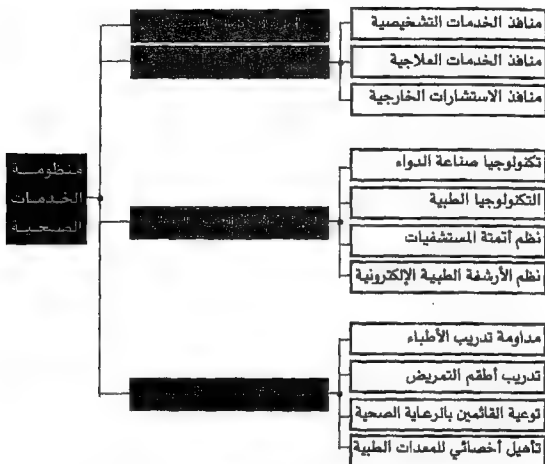 منظومة
الخدمات
الصحية
منافذ الخدمات التشخيصية
منافذ الخدمات العلاجية
منافذ الاستشارات الخارجية
تكنولوجيا صناعة الدواء
التكنولوجيا الطبية
نظم أتمتة المستشفيات
نظم الأرشفة الطبية الإلكترونية
مداومة تدريب الأطباء
تدريب أطقم التمريض
توعية القائمين بالرعاية الصحية
تأهيل أخصائي للمعدات الطبية